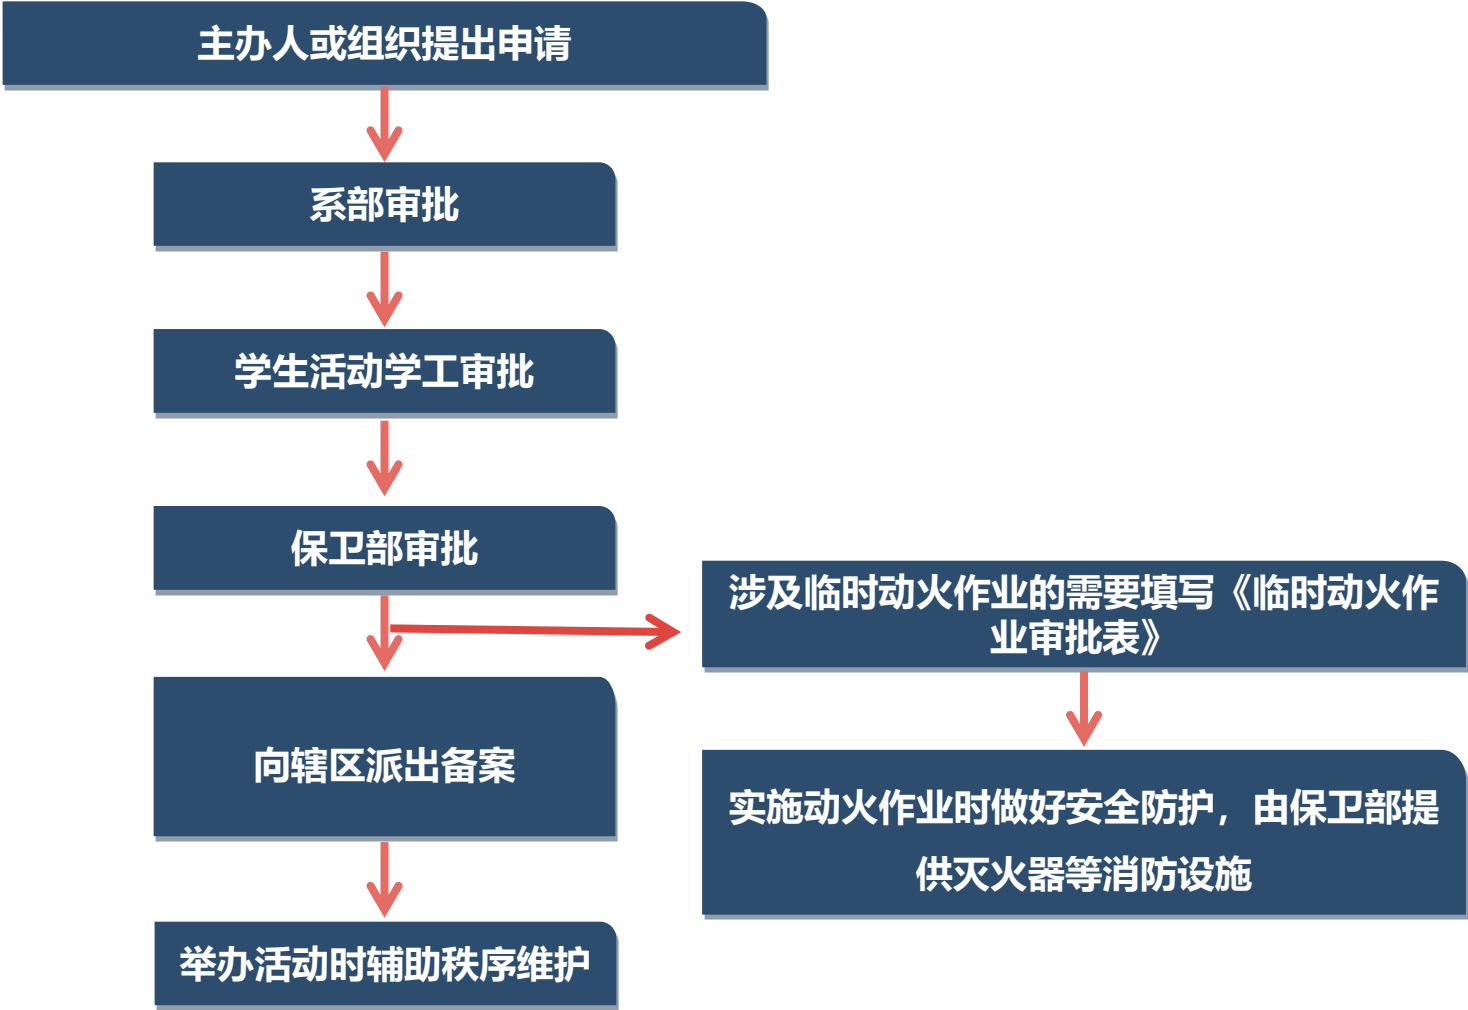 主办人或组织提出申请
系部审批
学生活动学工审批
保卫部审批
涉及临时动火作业的需要填写《临时动火作
业审批表》
向辖区派出备案
实施动火作业时做好安全防护，由保卫部提
供灭火器等消防设施
举办活动时辅助秩序维护